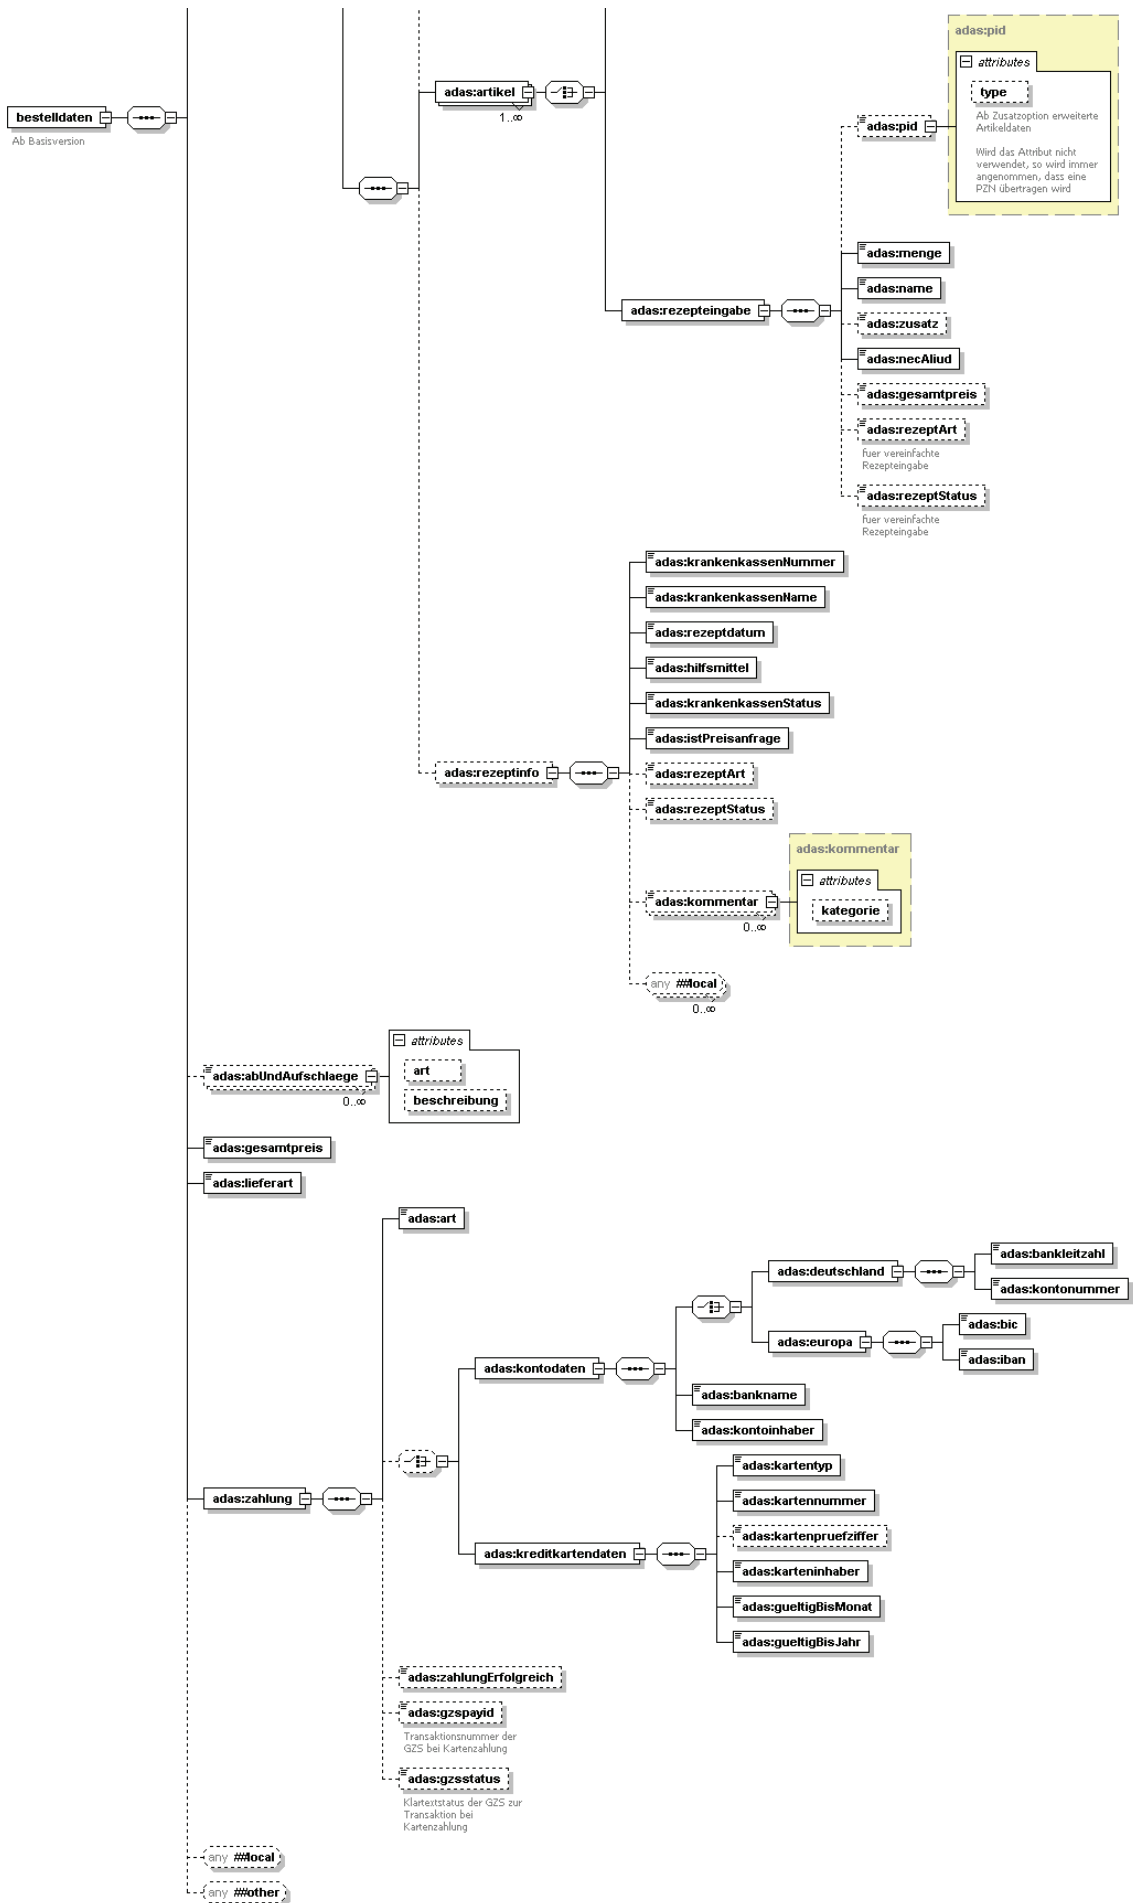 adas:pid
attributes
type
Ab Zusatzoption erweiterte
Artikeldaten
Wird das Attribut nicht
verwendet, so wird immer
angenommen, dass eine
PZN übertragen wird
adas:artikel
1..∞
bestelldaten
Ab Basisversion
adas:pid
adas:menge
adas:name
adas:rezepteingabe
adas:zusatz
adas:necAliud
adas:gesamtpreis
adas:rezeptArt
fuer vereinfachte
Rezepteingabe
adas:rezeptStatus
fuer vereinfachte
Rezepteingabe
adas:krankenkassenNummer
adas:krankenkassenName
adas:rezeptdatum
adas:hilfsmittel
adas:krankenkassenStatus
adas:istPreisanfrage
adas:rezeptinfo
adas:rezeptArt
adas:rezeptStatus
adas:kommentar
attributes
adas:kommentar
0..∞
kategorie
any ##local
0..∞
attributes
adas:abUndAufschlaege
0..∞
art
beschreibung
adas:gesamtpreis
adas:lieferart
adas:art
adas:bankleitzahl
adas:deutschland
adas:kontonummer
adas:bic
adas:europa
adas:iban
adas:kontodaten
adas:bankname
adas:kontoinhaber
adas:kartentyp
adas:zahlung
adas:kartennummer
adas:kartenpruefziffer
adas:kreditkartendaten
adas:karteninhaber
adas:gueltigBisMonat
adas:gueltigBisJahr
adas:zahlungErfolgreich
adas:gzspayid
Transaktionsnummer der
GZS bei Kartenzahlung
adas:gzsstatus
Klartextstatus der GZS zur
Transaktion bei
Kartenzahlung
any ##local
any ##other